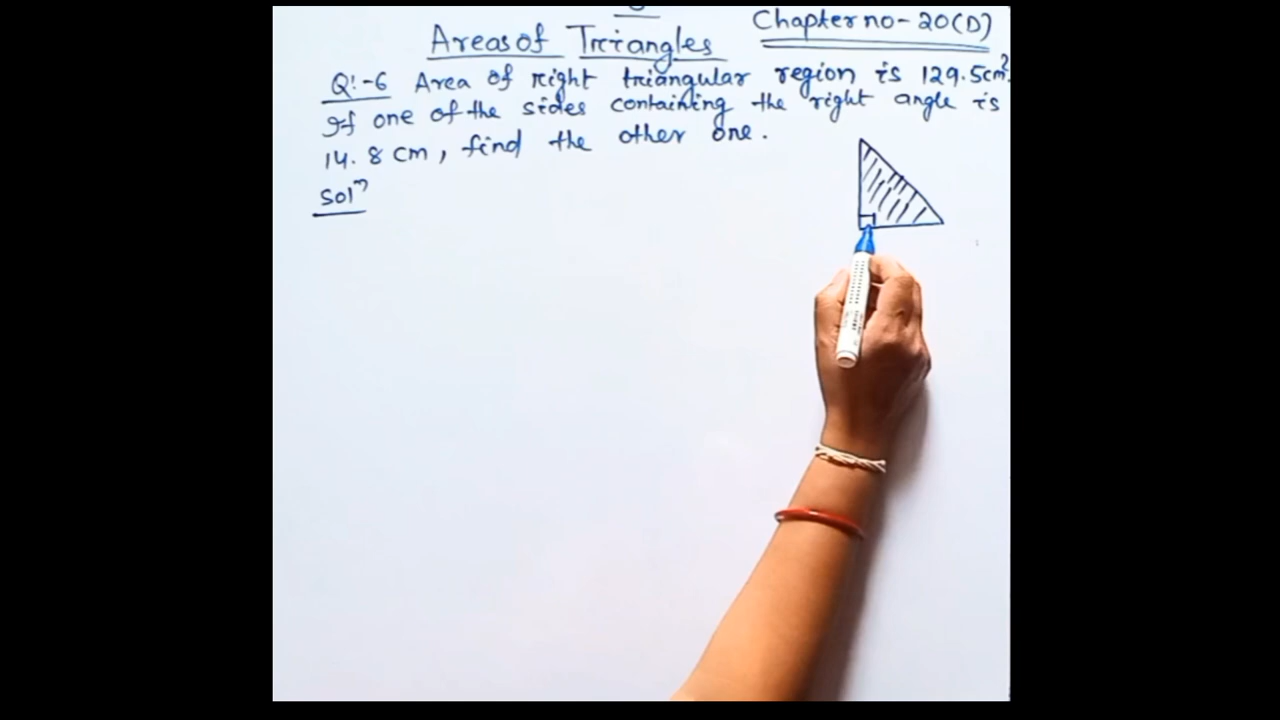 Chapter no - 20(D)
Areas of Triangles
Q:-6 Area of right triangular region is 129.5cm².
If one of the sides containing the right angle is
14.8 cm, find the other one.
Solⁿ